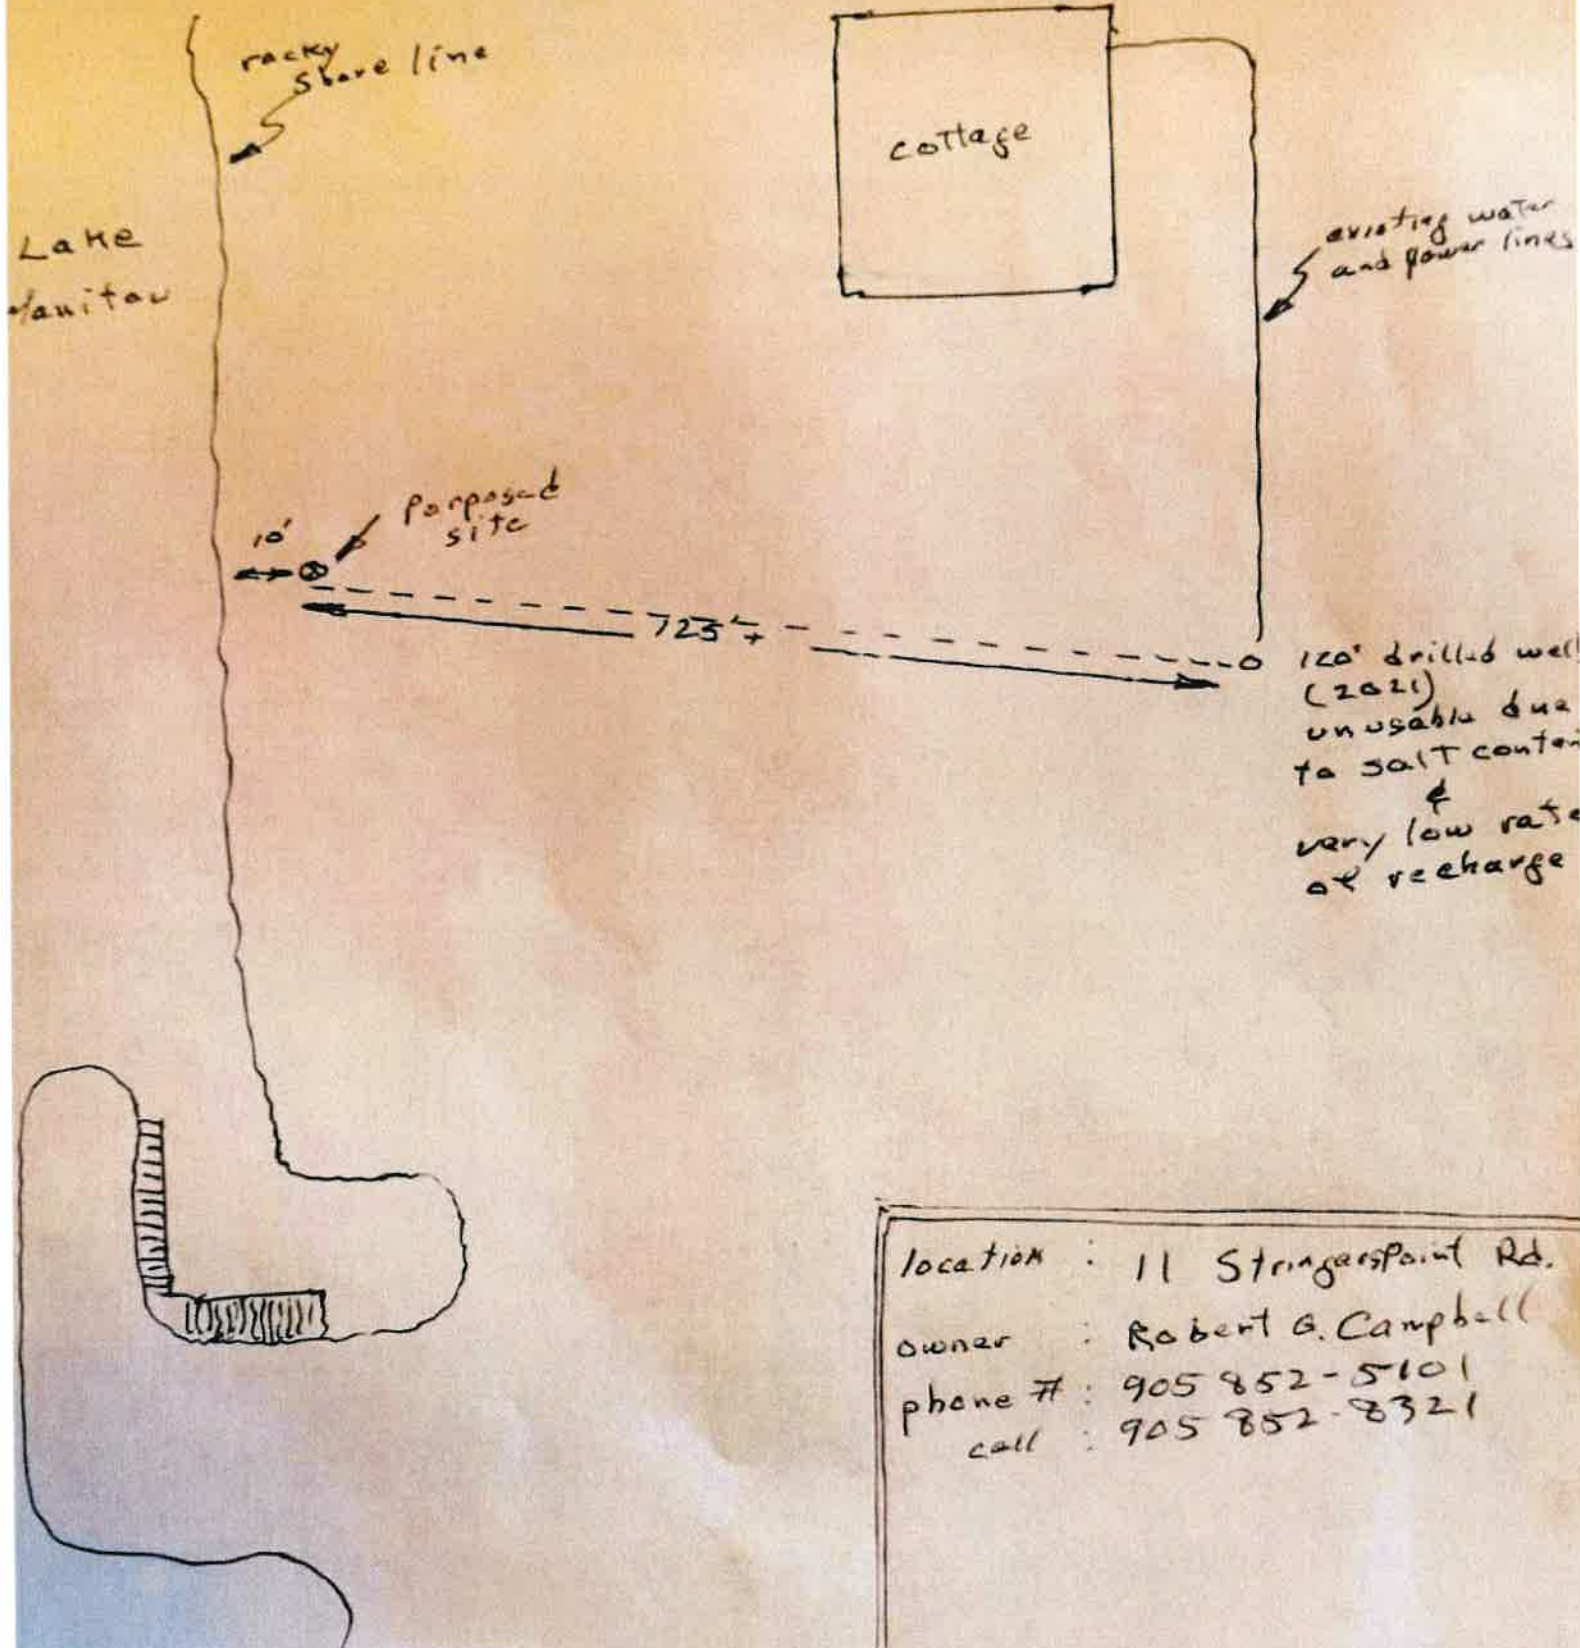 racky
shore line
cottage
Lake
Manitou
existing water
and power lines
10'
Porposed
site
725' ±
120' drilled well
(2021)
unusable due
to salt conten
&
very low rate
of recharge
location : 11 Stringerspoint Rd.
owner : Robert G. Campbell
phone # : 905 852-5101
cell : 905 852-8321